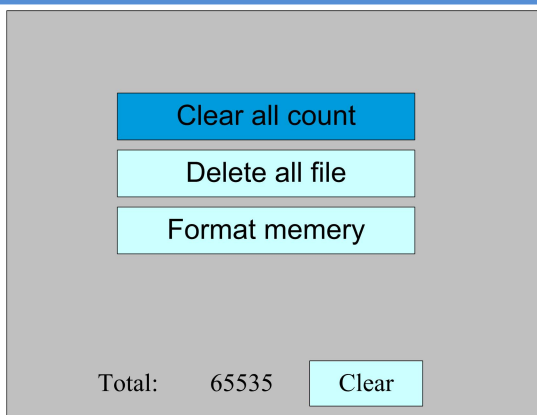 Clear all count
Delete all file
Format memery
Total: 65535 Clear